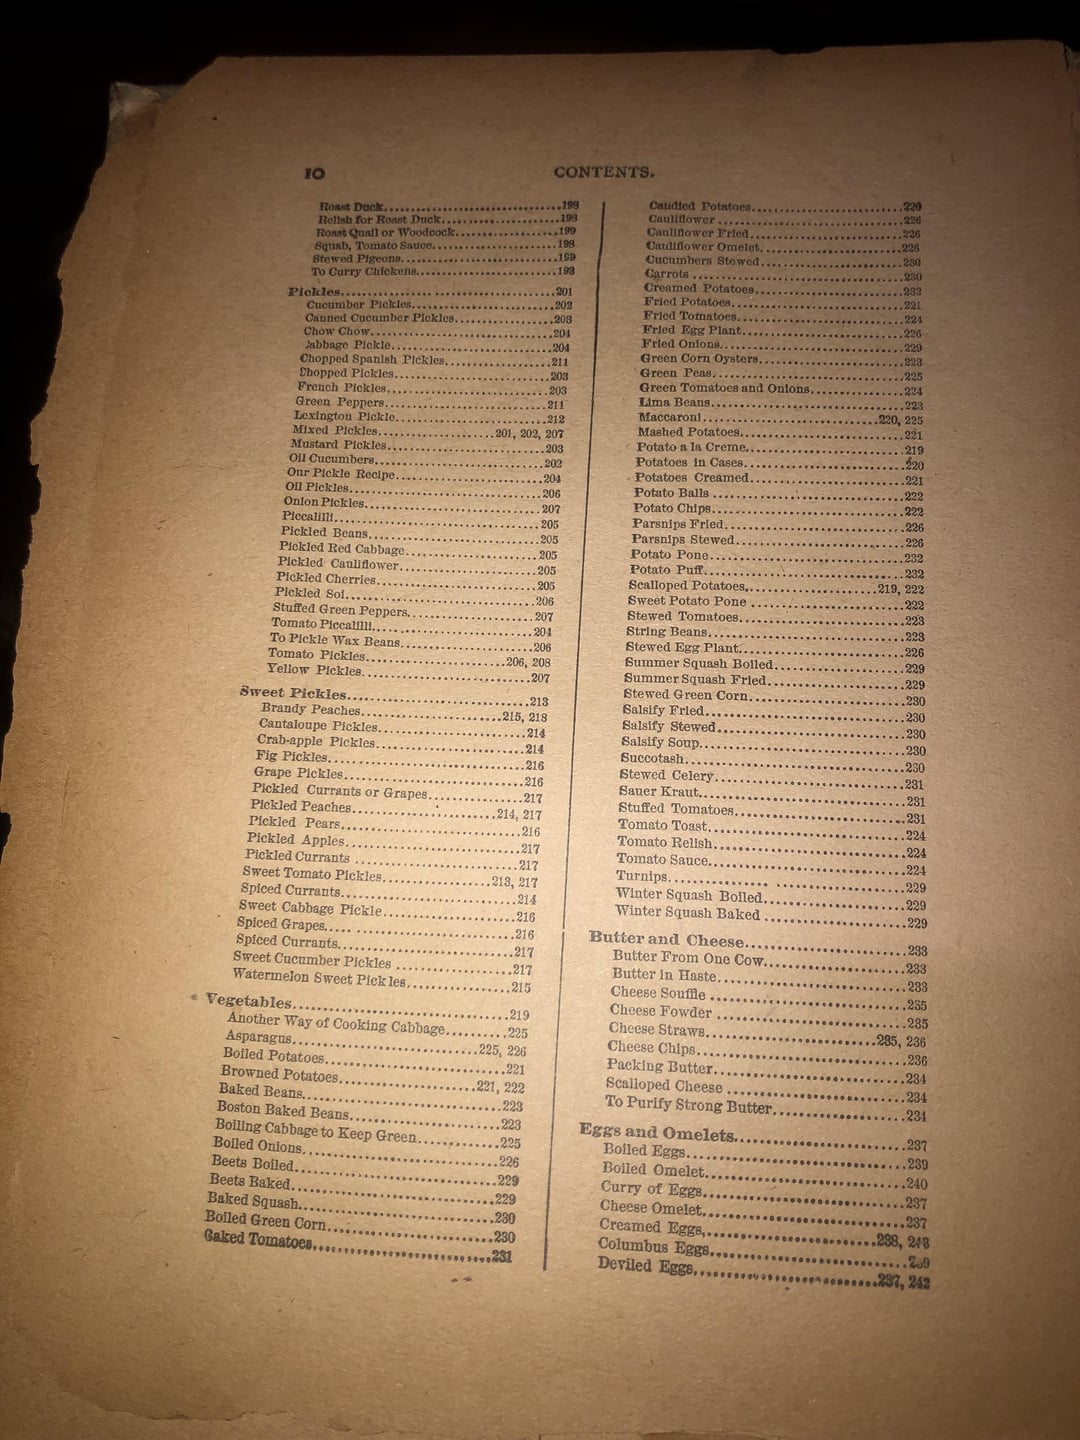 10
CONTENTS.
Roast Duck..............................198
Relish for Roast Duck....................198
Roast Quail or Woodcock..................199
Squab, Tomato Sauce......................198
Stewed Pigeons...........................199
To Curry Chickens........................193
Pickles..................................201
Cucumber Pickles.........................202
Canned Cucumber Pickles..................203
Chow Chow................................204
abbage Pickle............................204
Chopped Spanish Pickles..................211
Chopped Pickles..........................203
French Pickles...........................203
Green Peppers............................211
Lexington Pickle.........................212
Mixed Pickles..................201, 202, 207
Mustard Pickles..........................203
Oil Cucumbers............................202
Our Pickle Recipe........................204
Oil Pickles..............................206
Onion Pickles............................207
Piccalilli...............................205
Pickled Beans............................205
Pickled Red Cabbage......................205
Pickled Cauliflower......................205
Pickled Cherries.........................205
Pickled Soi..............................206
Stuffed Green Peppers....................207
Tomato Piccalilli........................204
To Pickle Wax Beans......................206
Tomato Pickles......................206, 208
Yellow Pickles...........................207
Sweet Pickles............................213
Brandy Peaches......................215, 218
Cantaloupe Pickles.......................214
Crab-apple Pickles.......................214
Fig Pickles..............................216
Grape Pickles............................216
Pickled Currants or Grapes...............217
Pickled Peaches.....................214, 217
Pickled Pears............................216
Pickled Apples...........................217
Pickled Currants ........................217
Sweet Tomato Pickles................213, 217
Spiced Currants..........................214
Sweet Cabbage Pickle.....................216
Spiced Grapes............................216
Spiced Currants..........................217
Sweet Cucumber Pickles ..................217
Watermelon Sweet Pickles.................215
Vegetables...............................219
Another Way of Cooking Cabbage...........225
Asparagus...........................225, 226
Boiled Potatoes..........................221
Browned Potatoes....................221, 222
Baked Beans..............................223
Boston Baked Beans.......................223
Boiling Cabbage to Keep Green............225
Boiled Onions............................226
Beets Boiled.............................229
Beets Baked..............................229
Baked Squash.............................230
Boiled Green Corn........................230
Gaked Tomatoes...........................231
Candied Potatoes.........................220
Cauliflower .............................226
Cauliflower Fried........................226
Cauliflower Omelet.......................226
Cucumbers Stewed.........................230
Carrots .................................230
Creamed Potatoes.........................232
Fried Potatoes...........................221
Fried Tomatoes...........................224
Fried Egg Plant..........................226
Fried Onions.............................229
Green Corn Oysters.......................223
Green Peas...............................225
Green Tomatoes and Onions................224
Lima Beans...............................223
Maccaroni...........................220, 225
Mashed Potatoes..........................221
Potato a la Creme........................219
Potatoes in Cases........................220
Potatoes Creamed.........................221
Potato Balls ............................222
Potato Chips.............................222
Parsnips Fried...........................226
Parsnips Stewed..........................226
Potato Pone..............................232
Potato Puff..............................232
Scalloped Potatoes..................219, 222
Sweet Potato Pone .......................222
Stewed Tomatoes..........................223
String Beans.............................223
Stewed Egg Plant.........................226
Summer Squash Boiled.....................229
Summer Squash Fried......................229
Stewed Green Corn........................230
Salsify Fried............................230
Salsify Stewed...........................230
Salsify Soup.............................230
Succotash................................230
Stewed Celery............................231
Sauer Kraut..............................231
Stuffed Tomatoes.........................231
Tomato Toast.............................224
Tomato Relish............................224
Tomato Sauce.............................224
Turnips..................................229
Winter Squash Boiled.....................229
Winter Squash Baked .....................229
Butter and Cheese........................233
Butter From One Cow......................233
Butter in Haste..........................233
Cheese Souffle ..........................235
Cheese Fowder ...........................235
Cheese Straws.......................235, 236
Cheese Chips.............................236
Packing Butter...........................234
Scalloped Cheese ........................234
To Purify Strong Butter..................234
Eggs and Omelets.........................237
Boiled Eggs..............................239
Boiled Omelet............................240
Curry of Eggs............................237
Cheese Omelet............................237
Creamed Eggs........................238, 243
Columbus Eggs............................239
Deviled Eggs........................237, 242